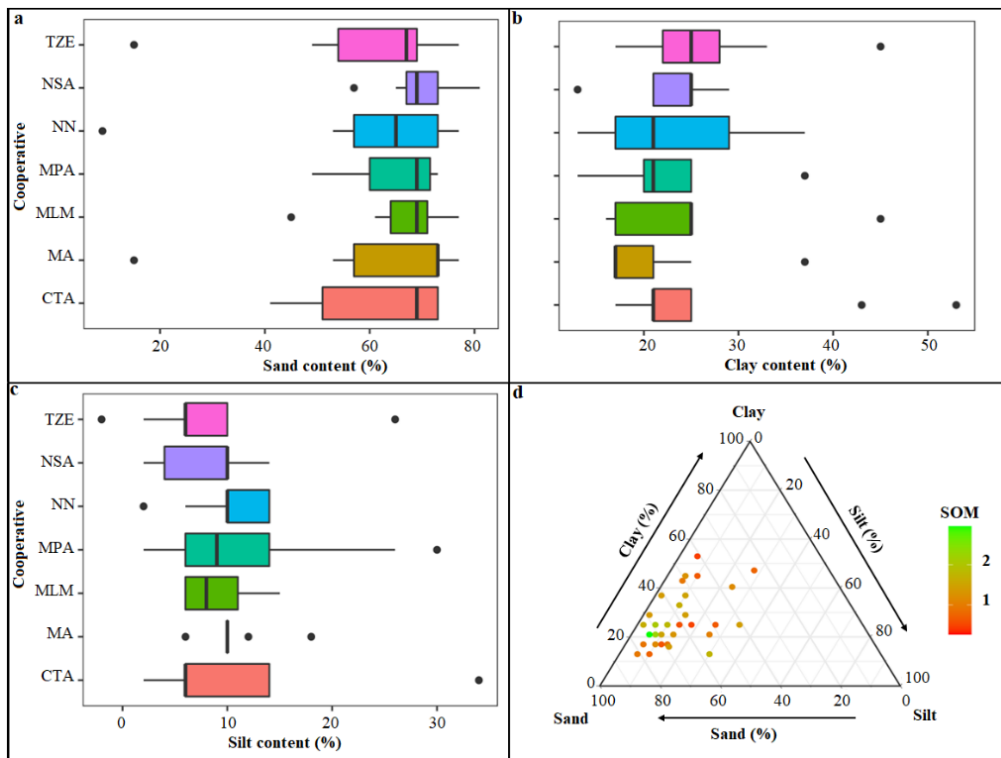 a
Cooperative
TZE
NSA
NN
MPA
MLM
MA
CTA
20 40 60 80
Sand content (%)
b
20 30 40 50
Clay content (%)
c
Cooperative
TZE
NSA
NN
MPA
MLM
MA
CTA
0 10 20 30
Silt content (%)
d
Clay
100 0
80 20
60 40
40 60
20 80
0 100
Clay (%)
Silt (%)
100 80 60 40 20 0
Sand Silt
Sand (%)
SOM
2
1